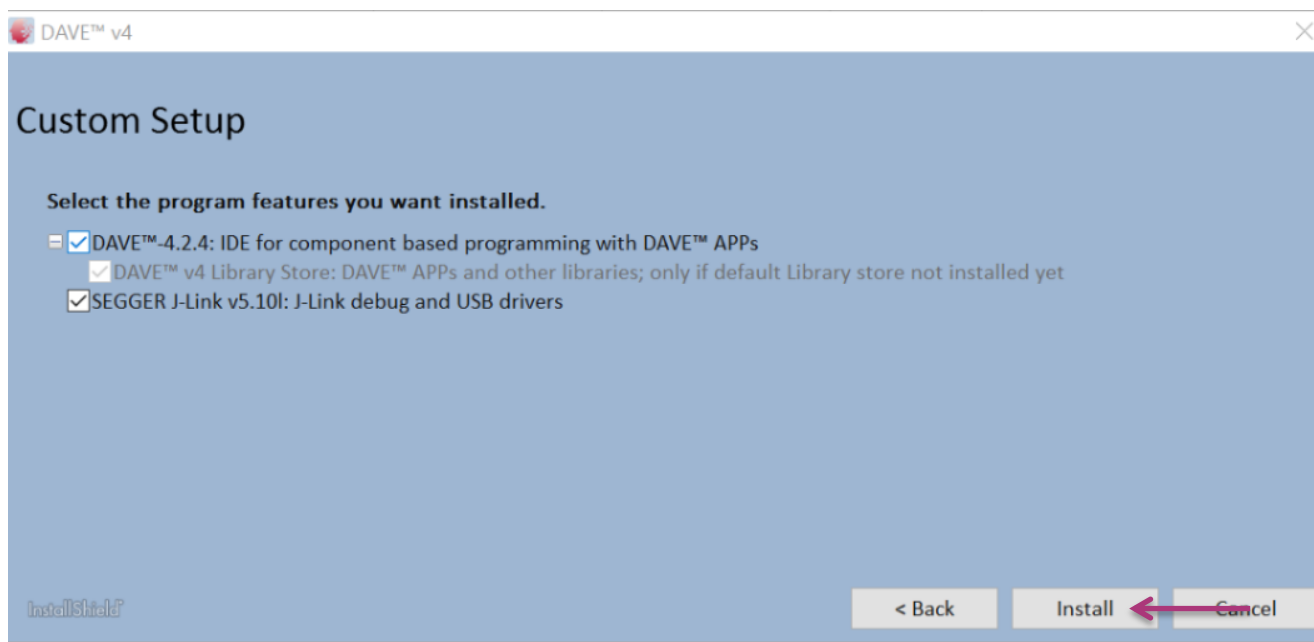 DAVE™ v4
Custom Setup
Select the program features you want installed.
DAVE™-4.2.4: IDE for component based programming with DAVE™ APPs
DAVE™ v4 Library Store: DAVE™ APPs and other libraries; only if default Library store not installed yet
SEGGER J-Link v5.10l: J-Link debug and USB drivers
InstallShield
< Back Install Cancel